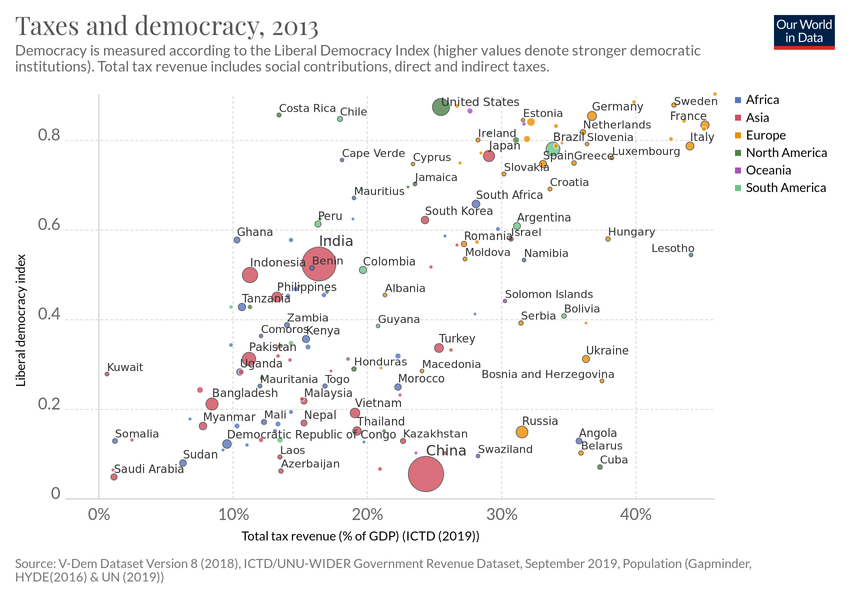 Taxes and democracy, 2013
Our World
in Data
Democracy is measured according to the Liberal Democracy Index (higher values denote stronger democratic
institutions). Total tax revenue includes social contributions, direct and indirect taxes.
Africa
Asia
Europe
North America
Oceania
South America
Liberal democracy index
0.8
0.6
0.4
0.2
0
Costa Rica
Chile
United States
Estonia
Germany
Sweden
France
Netherlands
Ireland
Brazil
Slovenia
Italy
Japan
Cape Verde
Cyprus
Spain
Greece
Luxembourg
Slovakia
Jamaica
Croatia
Mauritius
South Africa
Peru
South Korea
Argentina
Ghana
India
Romania
Israel
Hungary
Moldova
Namibia
Lesotho
Indonesia
Benin
Colombia
Philippines
Albania
Tanzania
Solomon Islands
Zambia
Guyana
Serbia
Bolivia
Comoros
Kenya
Pakistan
Turkey
Uganda
Honduras
Macedonia
Ukraine
Kuwait
Mauritania
Togo
Morocco
Bosnia and Herzegovina
Bangladesh
Malaysia
Vietnam
Myanmar
Mali
Nepal
Thailand
Russia
Somalia
Democratic Republic of Congo
Kazakhstan
Angola
Sudan
Laos
China
Swaziland
Belarus
Saudi Arabia
Azerbaijan
Cuba
0%
10%
20%
30%
40%
Total tax revenue (% of GDP) (ICTD (2019))
Source: V-Dem Dataset Version 8 (2018), ICTD/UNU-WIDER Government Revenue Dataset, September 2019, Population (Gapminder,
HYDE(2016) & UN (2019))